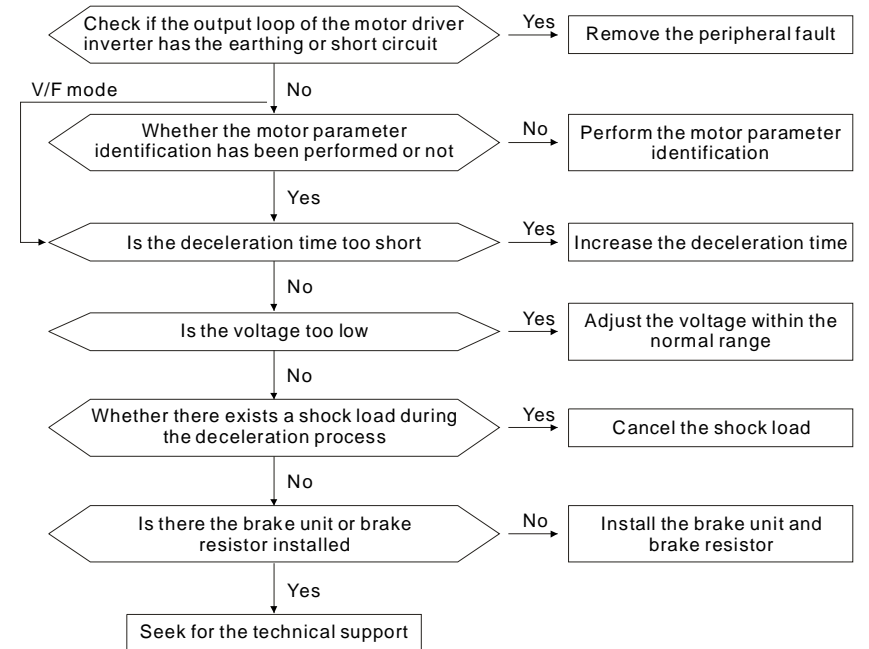 Check if the output loop of the motor driver
inverter has the earthing or short circuit
Yes
Remove the peripheral fault
V/F mode
No
Whether the motor parameter
identification has been performed or not
No
Perform the motor parameter
identification
Yes
Is the deceleration time too short
Yes
Increase the deceleration time
No
Is the voltage too low
Yes
Adjust the voltage within the
normal range
No
Whether there exists a shock load during
the deceleration process
Yes
Cancel the shock load
No
Is there the brake unit or brake
resistor installed
No
Install the brake unit and
brake resistor
Yes
Seek for the technical support